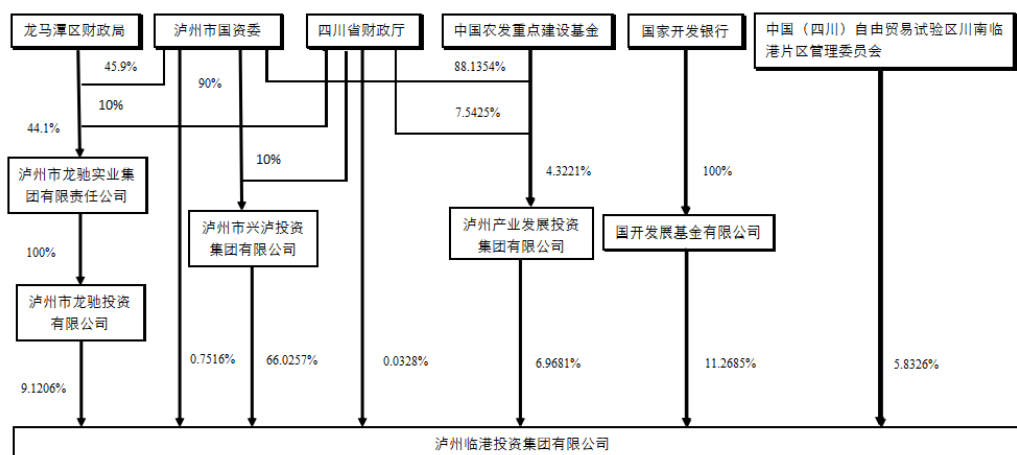 龙马潭区财政局
泸州市国资委
四川省财政厅
中国农发重点建设基金
国家开发银行
中国（四川）自由贸易试验区川南临
港片区管理委员会
45.9%
90%
88.1354%
10%
7.5425%
44.1%
10%
4.3221%
100%
泸州市龙驰实业集
团有限责任公司
泸州市兴泸投资
集团有限公司
泸州产业发展投资
集团有限公司
国开发展基金有限公司
100%
泸州市龙驰投资
有限公司
9.1206%
0.7516%
66.0257%
0.0328%
6.9681%
11.2685%
5.8326%
泸州临港投资集团有限公司